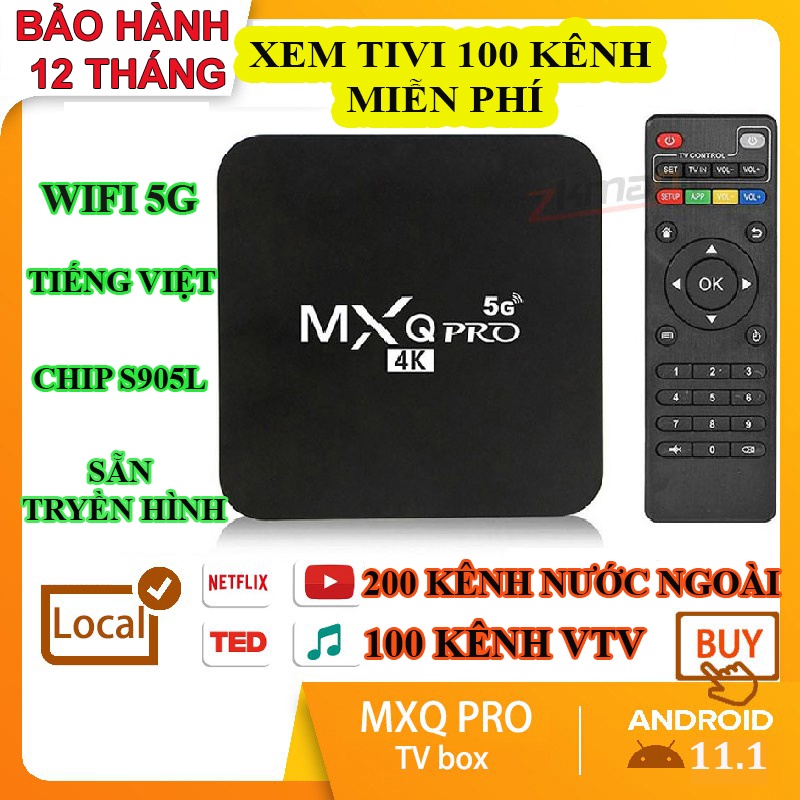 BẢO HÀNH
12 THÁNG
XEM TIVI 100 KÊNH
MIỄN PHÍ
WIFI 5G
TIẾNG VIỆT
CHIP S905L
SẴN
TRYỀN HÌNH
MXQ PRO
5G
4K
TV CONTROL
SET TV IN VOL- VOL+
SETUP APP VOL- VOL+
OK
1 2 3
4 5 6
7 8 9
0
Local
NETFLIX
200 KÊNH NƯỚC NGOÀI
TED
100 KÊNH VTV
BUY
MXQ PRO
TV box
ANDROID
11.1